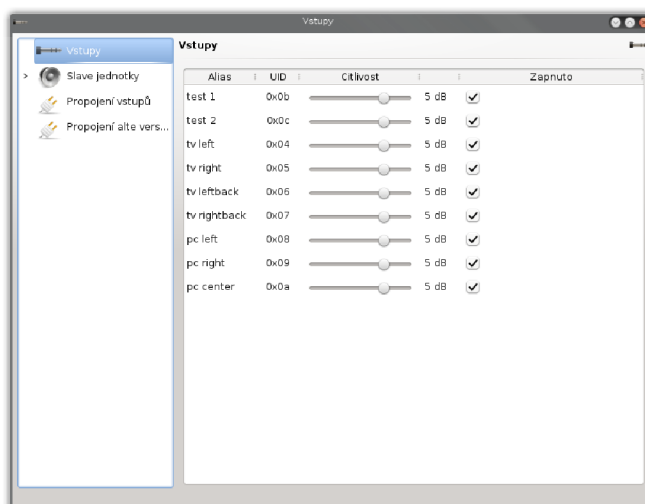 Vstupy
Vstupy
Slave jednotky
Propojení vstupů
Propojení alte vers...
Vstupy
Alias UID Citlivost Zapnuto
test 1 0x0b 5 dB
test 2 0x0c 5 dB
tv left 0x04 5 dB
tv right 0x05 5 dB
tv leftback 0x06 5 dB
tv rightback 0x07 5 dB
pc left 0x08 5 dB
pc right 0x09 5 dB
pc center 0x0a 5 dB